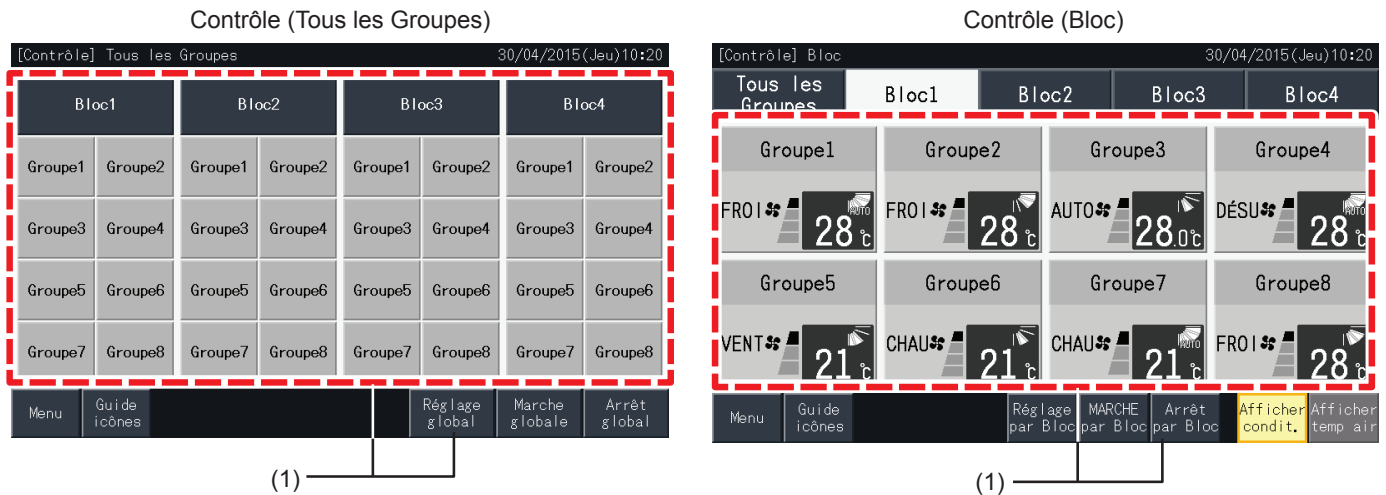 Contrôle (Tous les Groupes)
[Contrôle] Tous les Groupes 30/04/2015(Jeu)10:20
Bloc1 Bloc2 Bloc3 Bloc4
Groupe1 Groupe2 Groupe1 Groupe2 Groupe1 Groupe2 Groupe1 Groupe2
Groupe3 Groupe4 Groupe3 Groupe4 Groupe3 Groupe4 Groupe3 Groupe4
Groupe5 Groupe6 Groupe5 Groupe6 Groupe5 Groupe6 Groupe5 Groupe6
Groupe7 Groupe8 Groupe7 Groupe8 Groupe7 Groupe8 Groupe7 Groupe8
Menu Guide icônes Réglage global Marche globale Arrêt global
(1)
Contrôle (Bloc)
[Contrôle] Bloc 30/04/2015(Jeu)10:20
Tous les Groupes Bloc1 Bloc2 Bloc3 Bloc4
Groupe1 Groupe2 Groupe3 Groupe4
FROI AUTO 28℃ FROI 28℃ AUTO 28.0℃ DÉSU AUTO 28℃
Groupe5 Groupe6 Groupe7 Groupe8
VENT 21℃ CHAU 21℃ CHAU AUTO 21℃ FROI 28℃
Menu Guide icônes Réglage par Bloc MARCHE par Bloc Arrêt par Bloc Afficher condit. Afficher temp air
(1)